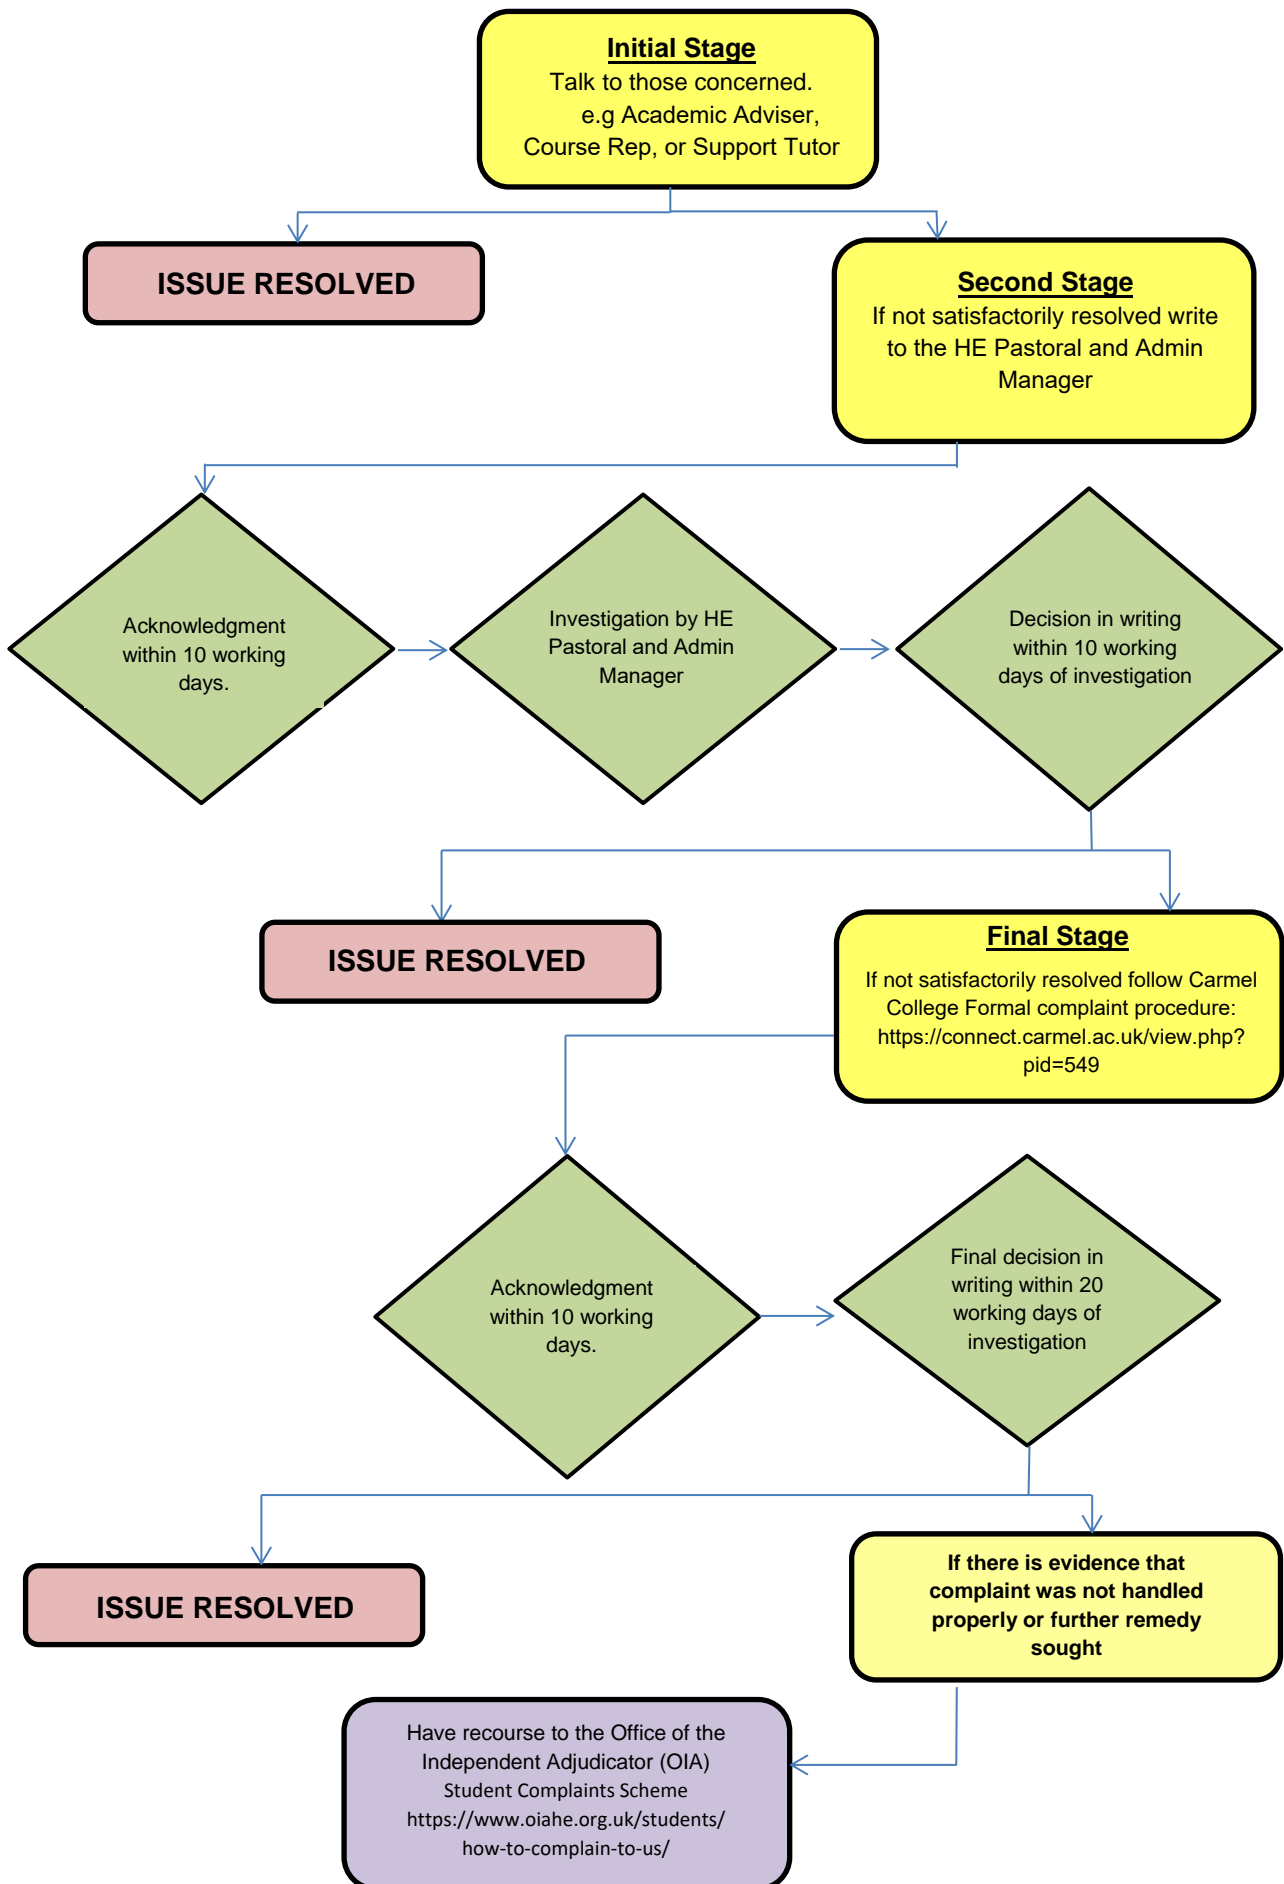 Initial Stage
Talk to those concerned.
e.g Academic Adviser,
Course Rep, or Support Tutor
ISSUE RESOLVED
Second Stage
If not satisfactorily resolved write
to the HE Pastoral and Admin
Manager
Acknowledgment
within 10 working
days.
Investigation by HE
Pastoral and Admin
Manager
Decision in writing
within 10 working
days of investigation
ISSUE RESOLVED
Final Stage
If not satisfactorily resolved follow Carmel
College Formal complaint procedure:
https://connect.carmel.ac.uk/view.php?
pid=549
Acknowledgment
within 10 working
days.
Final decision in
writing within 20
working days of
investigation
ISSUE RESOLVED
If there is evidence that
complaint was not handled
properly or further remedy
sought
Have recourse to the Office of the
Independent Adjudicator (OIA)
Student Complaints Scheme
https://www.oiahe.org.uk/students/
how-to-complain-to-us/